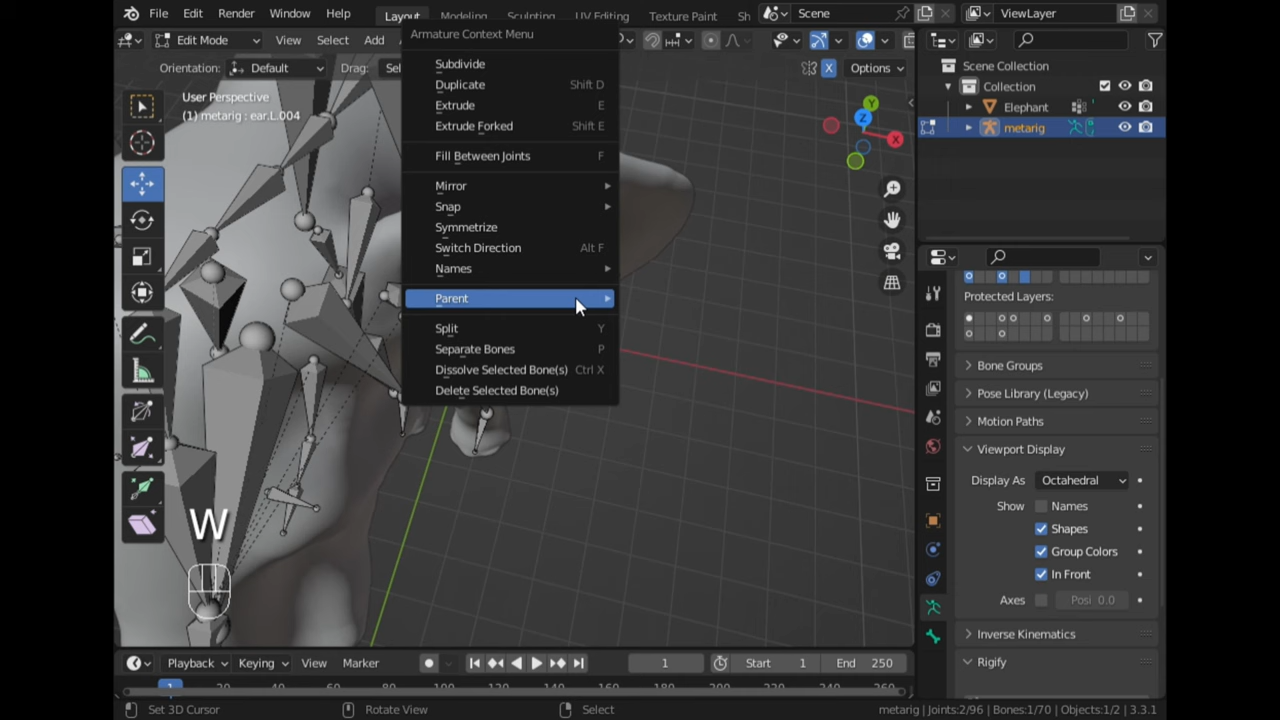 File Edit Render Window Help Layout Modeling Sculpting UV Editing Texture Paint Sh Scene ViewLayer
Edit Mode View Select Add
Orientation: Default Drag: Sel X Options
User Perspective
(1) metarig : ear.L.004
Armature Context Menu
Subdivide
Duplicate Shift D
Extrude E
Extrude Forked Shift E
Fill Between Joints F
Mirror
Snap
Symmetrize
Switch Direction Alt F
Names
Parent
Split Y
Separate Bones P
Dissolve Selected Bone(s) Ctrl X
Delete Selected Bone(s)
Y
Z
X
W
Scene Collection
Collection
Elephant
metarig
Protected Layers:
Bone Groups
Pose Library (Legacy)
Motion Paths
Viewport Display
Display As Octahedral
Show Names
Shapes
Group Colors
In Front
Axes Posi 0.0
Inverse Kinematics
Rigify
Playback Keying View Marker 1 Start 1 End 250
1
Set 3D Cursor Rotate View Select metarig | Joints:2/96 | Bones:1/70 | Objects:1/2 | 3.3.1